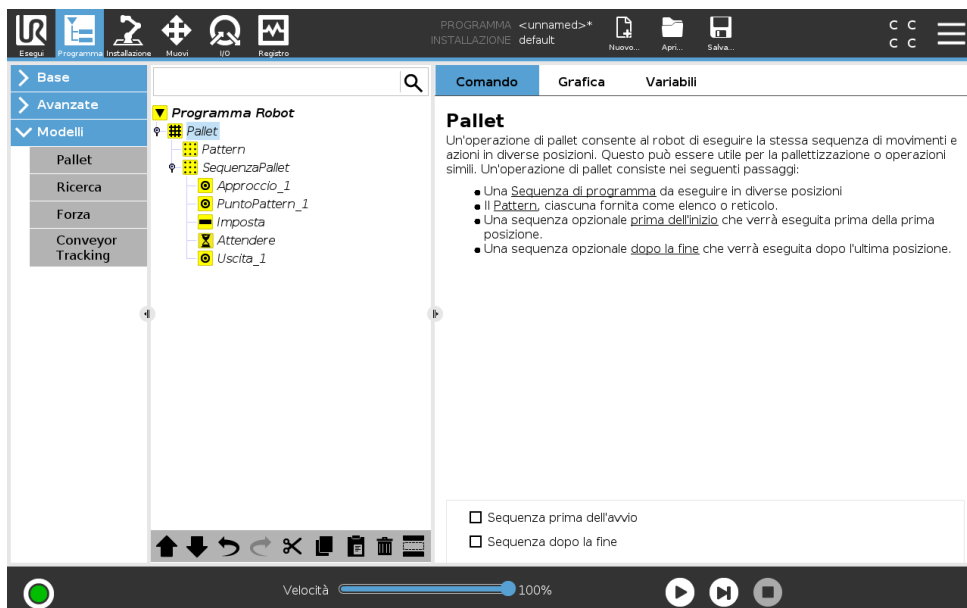 UR
PROGRAMMA <unnamed>*
INSTALLAZIONE default
Esegui Programma Installazione Muovi I/O Registro
Nuovo... Apri... Salva...
C C
C C
Base
Avanzate
Modelli
Pallet
Ricerca
Forza
Conveyor
Tracking
Programma Robot
Pallet
Pattern
SequenzaPallet
Approccio_1
PuntoPattern_1
Imposta
Attendere
Uscita_1
Comando Grafica Variabili
Pallet
Un'operazione di pallet consente al robot di eseguire la stessa sequenza di movimenti e
azioni in diverse posizioni. Questo può essere utile per la pallettizzazione o operazioni
simili. Un'operazione di pallet consiste nei seguenti passaggi:
Una Sequenza di programma da eseguire in diverse posizioni
Il Pattern, ciascuna fornita come elenco o reticolo.
Una sequenza opzionale prima dell'inizio che verrà eseguita prima della prima
posizione.
Una sequenza opzionale dopo la fine che verrà eseguita dopo l'ultima posizione.
Sequenza prima dell'avvio
Sequenza dopo la fine
Velocità 100%